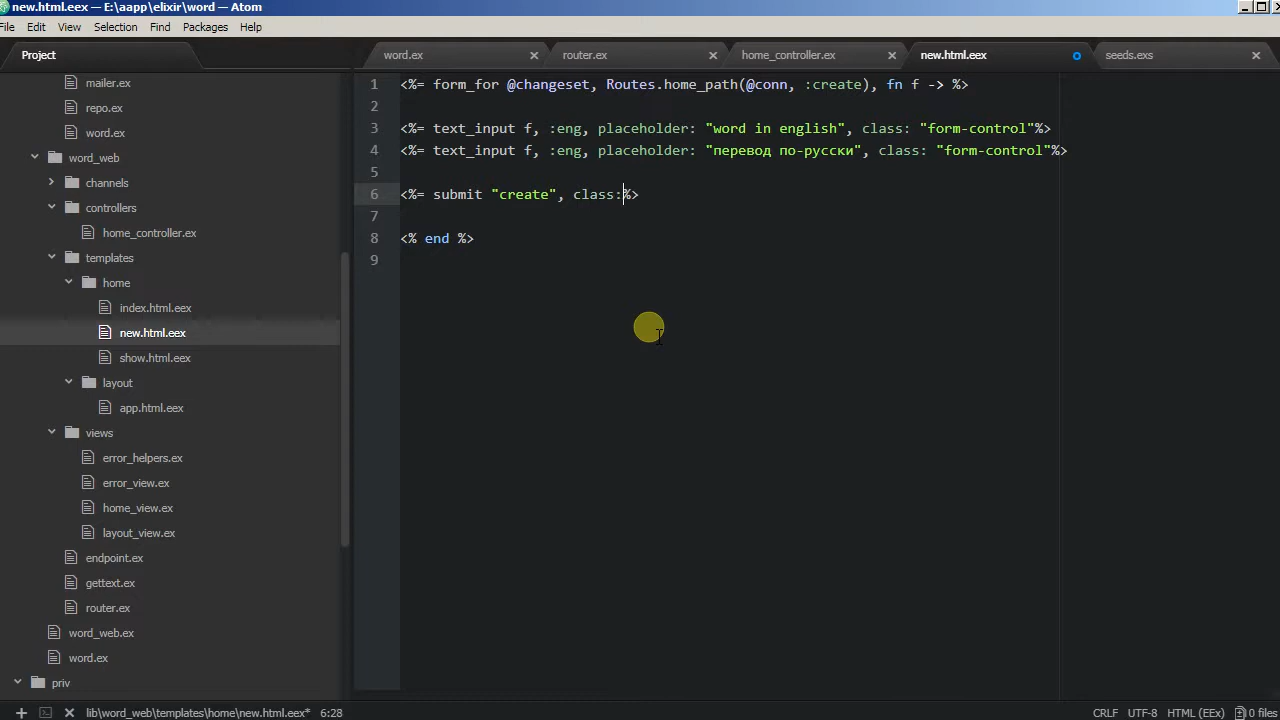 new.html.eex — E:\aapp\elixir\word — Atom
File Edit View Selection Find Packages Help
Project
word.ex
router.ex
home_controller.ex
new.html.eex
seeds.exs
mailer.ex
repo.ex
word.ex
word_web
channels
controllers
home_controller.ex
templates
home
index.html.eex
new.html.eex
show.html.eex
layout
app.html.eex
views
error_helpers.ex
error_view.ex
home_view.ex
layout_view.ex
endpoint.ex
gettext.ex
router.ex
word_web.ex
word.ex
priv
1 <%= form_for @changeset, Routes.home_path(@conn, :create), fn f -> %>
2
3 <%= text_input f, :eng, placeholder: "word in english", class: "form-control"%>
4 <%= text_input f, :eng, placeholder: "перевод по-русски", class: "form-control"%>
5
6 <%= submit "create", class:%>
7
8 <% end %>
9
lib\word_web\templates\home\new.html.eex* 6:28
CRLF UTF-8 HTML (EEx) 0 files